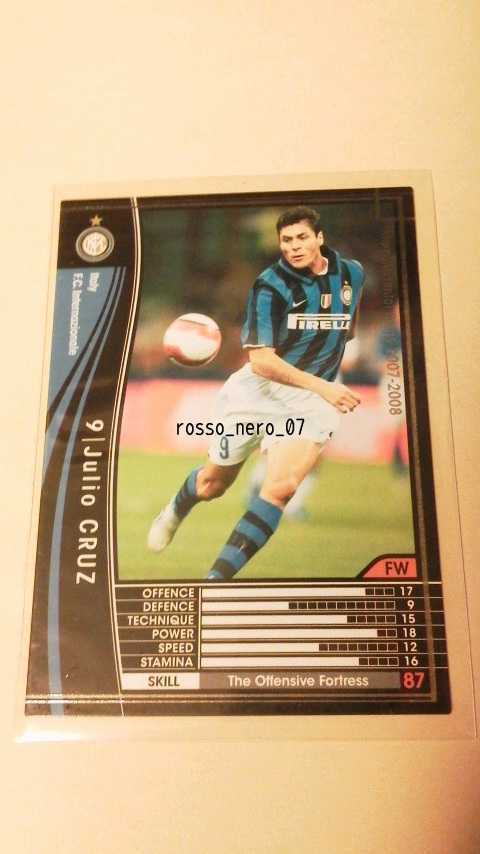 Italy
F.C. Internazionale
9 | Julio CRUZ
2007-2008
PIRELLI
rosso_nero_07
9
FW
OFFENCE 17
DEFENCE 9
TECHNIQUE 15
POWER 18
SPEED 12
STAMINA 16
SKILL The Offensive Fortress 87